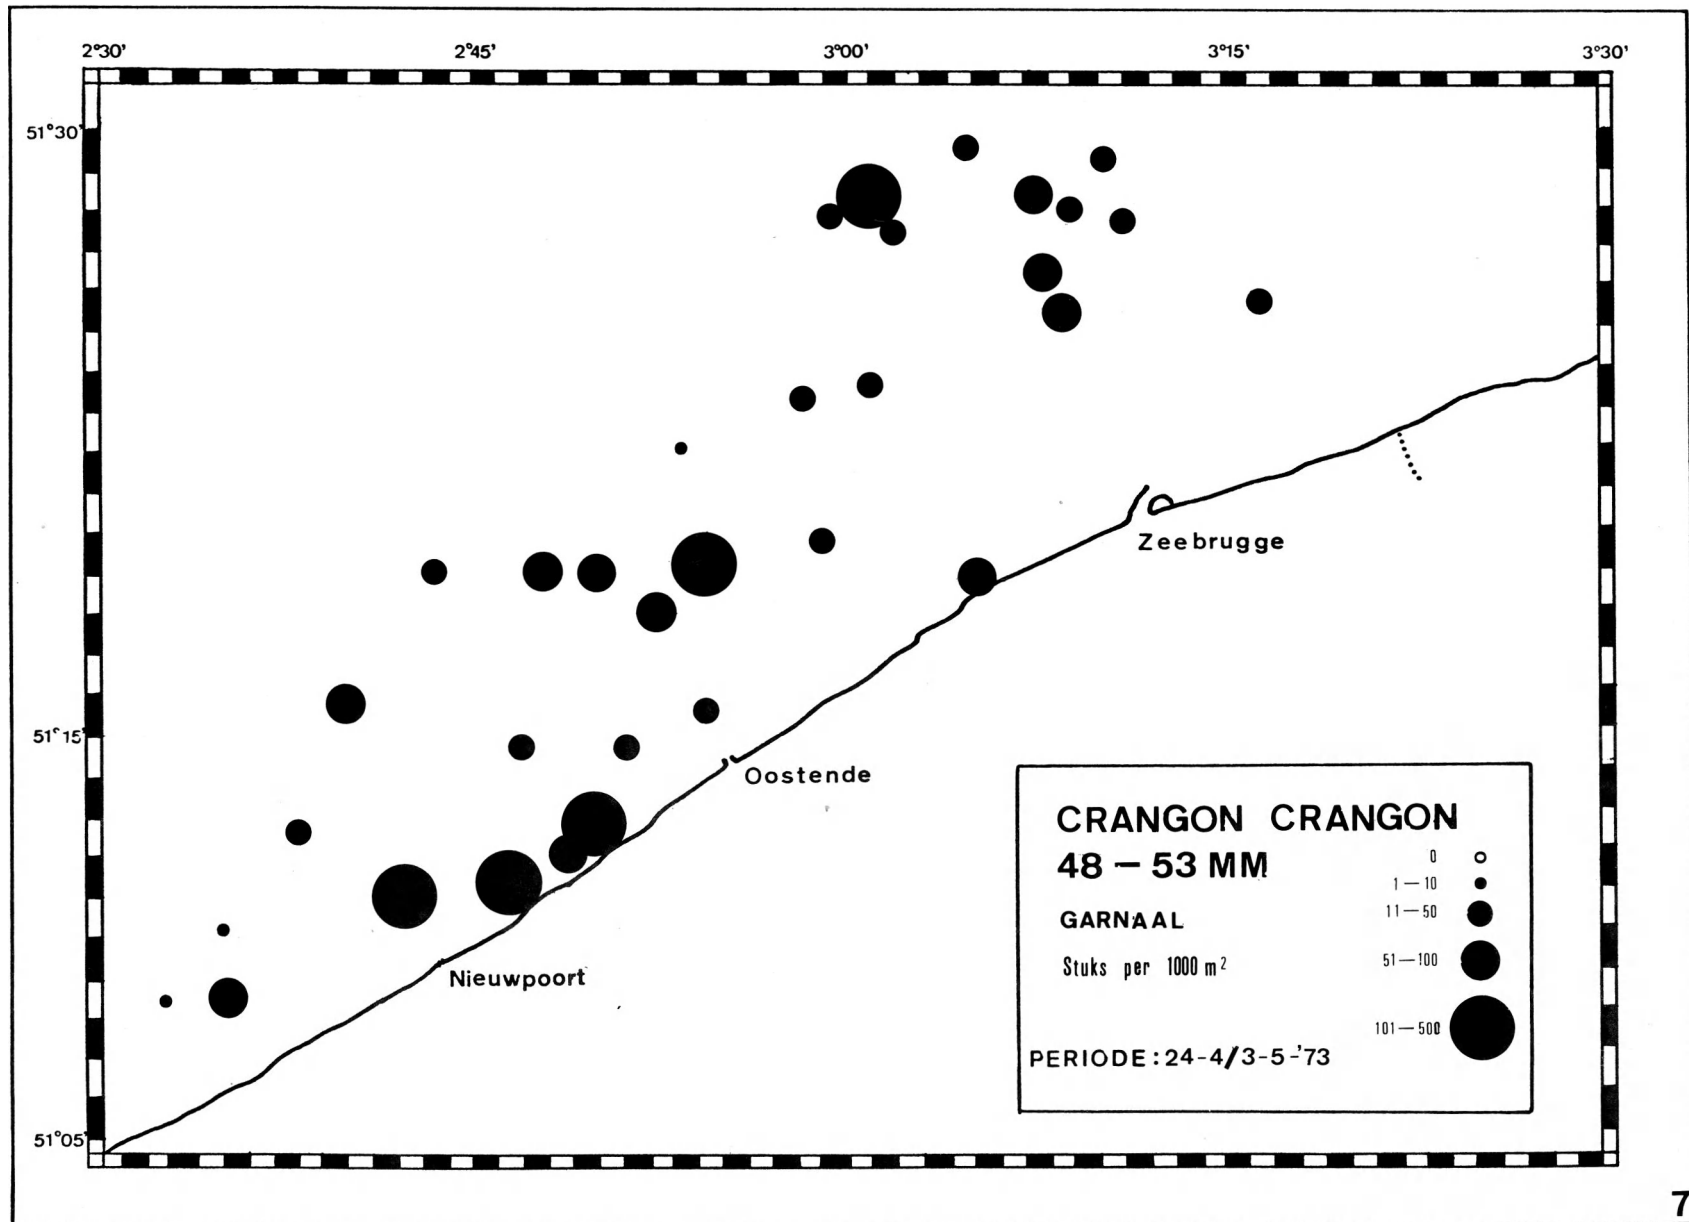 2°30' 2°45' 3°00' 3°15' 3°30'
51°30'
Zeebrugge
51°15'
Oostende
CRANGON CRANGON
48 – 53 MM
0
1 — 10
GARNAAL
11 — 50
Stuks per 1000 m²
51 — 100
101 — 500
PERIODE : 24-4/3-5-'73
Nieuwpoort
51°05'
7